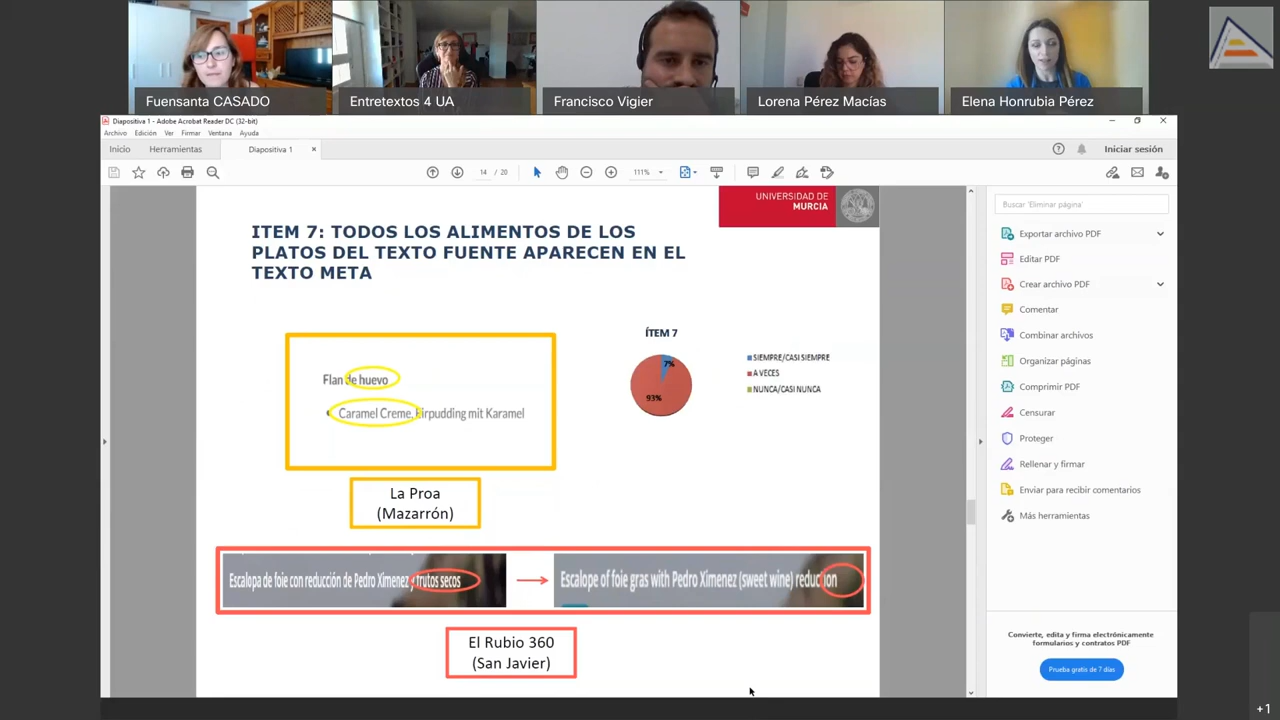 Fuensanta CASADO
Entretextos 4 UA
Francisco Vigier
Lorena Pérez Macías
Elena Honrubia Pérez
Diapositiva 1 - Adobe Acrobat Reader DC (32-bit)
Archivo Edición Ver Firmar Ventana Ayuda
Inicio Herramientas Diapositiva 1
Iniciar sesión
14 / 20 111%
Buscar 'Eliminar página'
Exportar archivo PDF
Editar PDF
Crear archivo PDF
Comentar
Combinar archivos
Organizar páginas
Comprimir PDF
Censurar
Proteger
Rellenar y firmar
Enviar para recibir comentarios
Más herramientas
Convierte, edita y firma electrónicamente
formularios y contratos PDF
Prueba gratis de 7 días
UNIVERSIDAD DE
MURCIA
ITEM 7: TODOS LOS ALIMENTOS DE LOS
PLATOS DEL TEXTO FUENTE APARECEN EN EL
TEXTO META
Flan de huevo
Caramel Creme, Eirpudding mit Karamel
La Proa
(Mazarrón)
ÍTEM 7
7%
93%
SIEMPRE/CASI SIEMPRE
A VECES
NUNCA/CASI NUNCA
Escalopa de foie con reducción de Pedro Ximenez y frutos secos
Escalope of foie gras with Pedro Ximenez (sweet wine) reduction
El Rubio 360
(San Javier)
+1